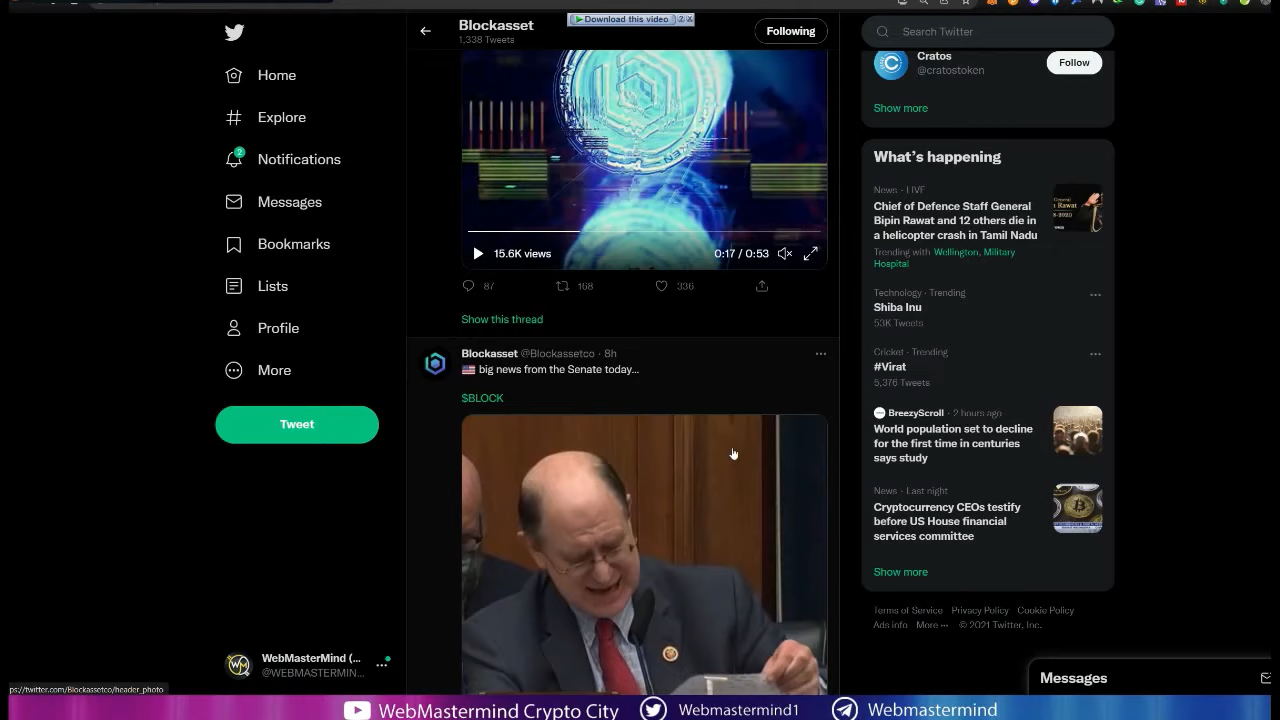 Download this video
Blockasset
1,338 Tweets
Following
Search Twitter
Home
Explore
2
Notifications
Messages
Bookmarks
Lists
Profile
More
Tweet
WebMasterMind (...
@WEBMASTERMIN...
15.6K views
0:17 / 0:53
87
168
336
Show this thread
Blockasset @Blockassetco · 8h
🇺🇸 big news from the Senate today...
$BLOCK
Cratos
@cratostoken
Follow
Show more
What's happening
News · LIVE
Chief of Defence Staff General
Bipin Rawat and 12 others die in
a helicopter crash in Tamil Nadu
Trending with Wellington, Military
Hospital
Technology · Trending
Shiba Inu
53K Tweets
Cricket · Trending
#Virat
5,376 Tweets
BreezyScroll · 2 hours ago
World population set to decline
for the first time in centuries
says study
News · Last night
Cryptocurrency CEOs testify
before US House financial
services committee
Show more
Terms of Service Privacy Policy Cookie Policy
Ads info More ··· © 2021 Twitter, Inc.
Messages
ps://twitter.com/Blockassetco/header_photo
WebMastermind Crypto City
Webmastermind1
Webmastermind